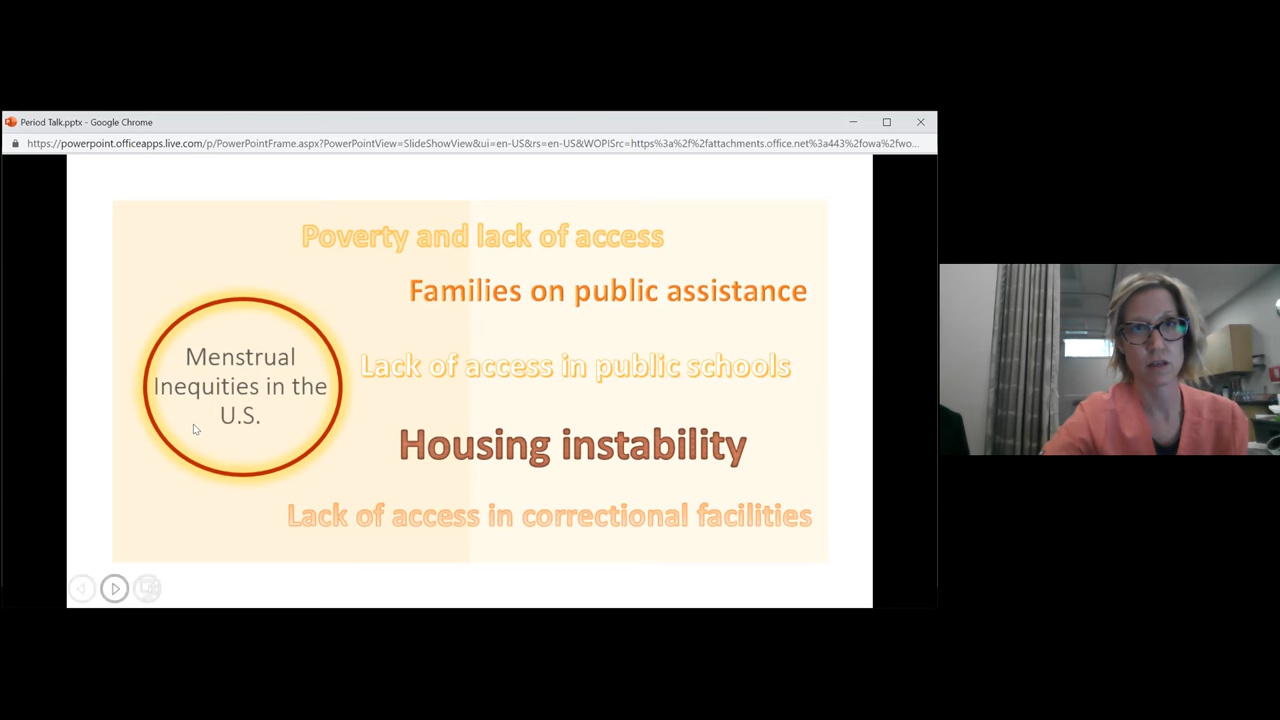 Period Talk.pptx - Google Chrome
https://powerpoint.officeapps.live.com/p/PowerPointFrame.aspx?PowerPointView=SlideShowView&ui=en-US&rs=en-US&WOPISrc=https%3a%2f%2fattachments.office.net%3a443%2fowa%2fwo...
Poverty and lack of access
Families on public assistance
Menstrual
Inequities in the
U.S.
Lack of access in public schools
Housing instability
Lack of access in correctional facilities